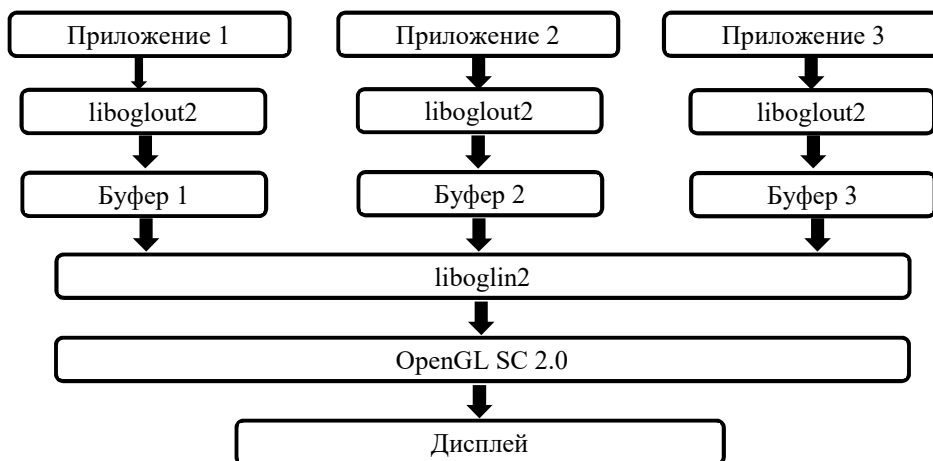 Приложение 1
Приложение 2
Приложение 3
liboglout2
liboglout2
liboglout2
Буфер 1
Буфер 2
Буфер 3
liboglin2
OpenGL SC 2.0
Дисплей